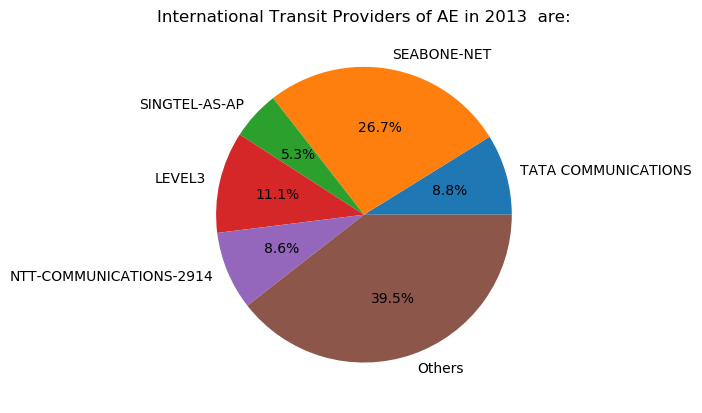 International Transit Providers of AE in 2013  are:
SEABONE-NET
SINGTEL-AS-AP
26.7%
5.3%
TATA COMMUNICATIONS
LEVEL3
11.1%
8.8%
8.6%
NTT-COMMUNICATIONS-2914
39.5%
Others